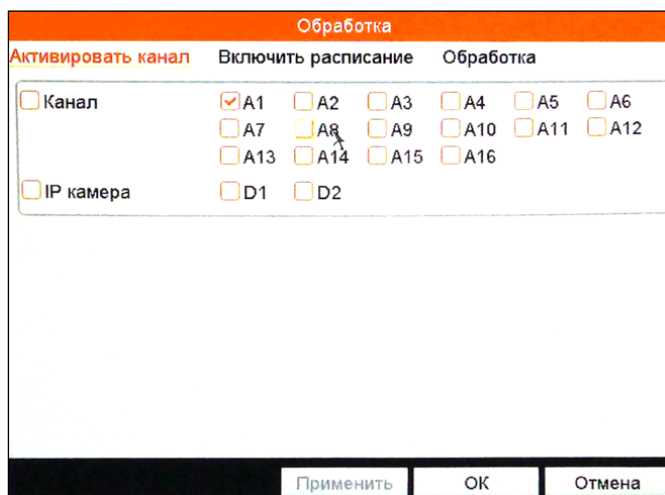 Обработка
Активировать канал Включить расписание Обработка
Канал A1 A2 A3 A4 A5 A6
A7 A8 A9 A10 A11 A12
A13 A14 A15 A16
IP камера D1 D2
Применить ОК Отмена